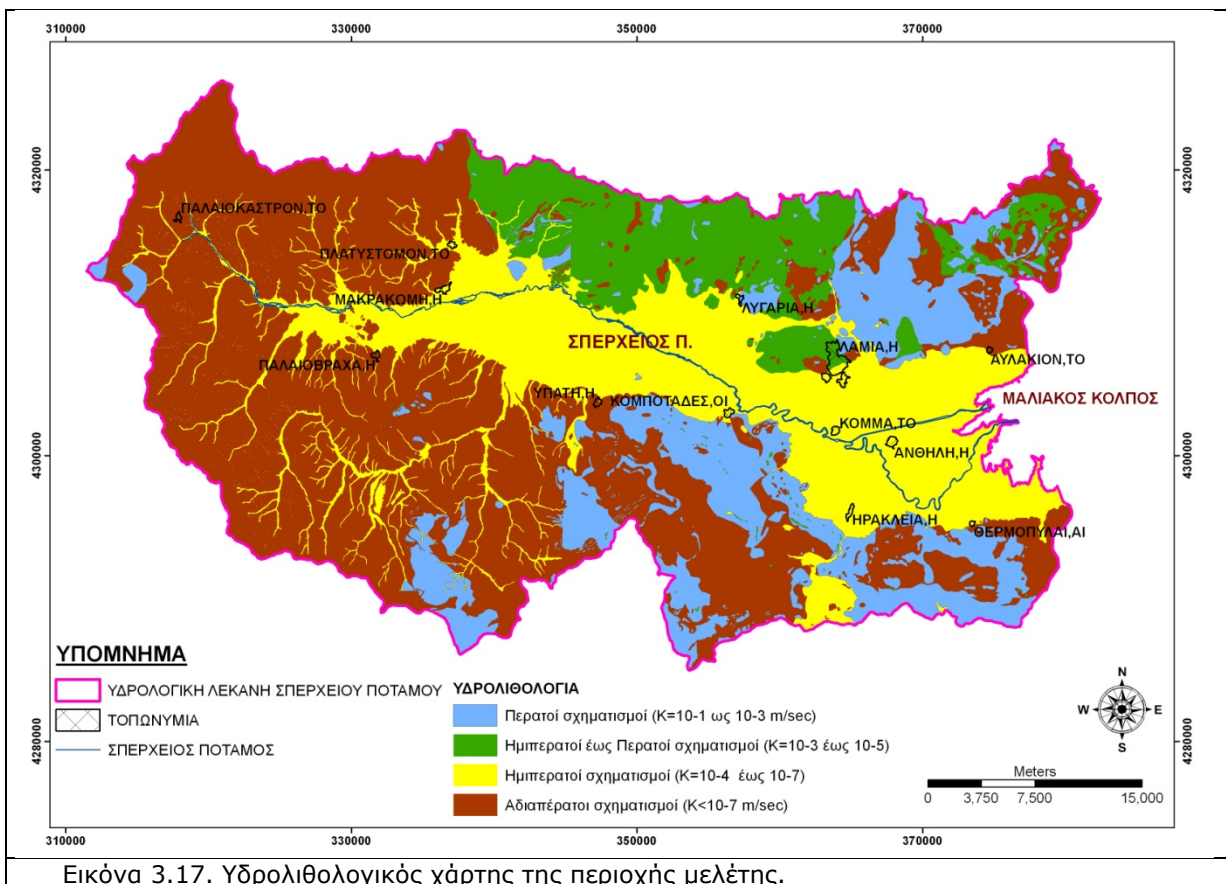 310000 330000 350000 370000
4320000 4320000
ΠΑΛΑΙΟΚΑΣΤΡΟΝ,ΤΟ
ΠΛΑΤΥΣΤΟΜΟΝ,ΤΟ
ΜΑΚΡΑΚΟΜΗ,Η
ΛΥΓΑΡΙΑ,Η
ΣΠΕΡΧΕΙΟΣ Π.
ΛΑΜΙΑ,Η
ΑΥΛΑΚΙΟΝ,ΤΟ
ΠΑΛΑΙΟΒΡΑΧΑ,Η
ΥΠΑΤΗ,Η
ΚΟΜΠΟΤΑΔΕΣ,ΟΙ
ΜΑΛΙΑΚΟΣ ΚΟΛΠΟΣ
ΚΟΜΜΑ,ΤΟ
4300000 4300000
ΑΝΘΗΛΗ,Η
ΗΡΑΚΛΕΙΑ,Η
ΘΕΡΜΟΠΥΛΑΙ,ΑΙ
ΥΠΟΜΝΗΜΑ
ΥΔΡΟΛΟΓΙΚΗ ΛΕΚΑΝΗ ΣΠΕΡΧΕΙΟΥ ΠΟΤΑΜΟΥ
ΤΟΠΩΝΥΜΙΑ
ΣΠΕΡΧΕΙΟΣ ΠΟΤΑΜΟΣ
ΥΔΡΟΛΙΘΟΛΟΓΙΑ
Περατοί σχηματισμοί (Κ=10-1 ως 10-3 m/sec)
Ημιπερατοί έως Περατοί σχηματισμοί (Κ=10-3 έως 10-5)
Ημιπερατοί σχηματισμοί (Κ=10-4 έως 10-7)
Αδιαπέρατοι σχηματισμοί (Κ<10-7 m/sec)
N
W E
S
4280000 4280000
Meters
0 3,750 7,500 15,000
310000 330000 350000 370000
Εικόνα 3.17. Υδρολιθολογικός χάρτης της περιοχής μελέτης.